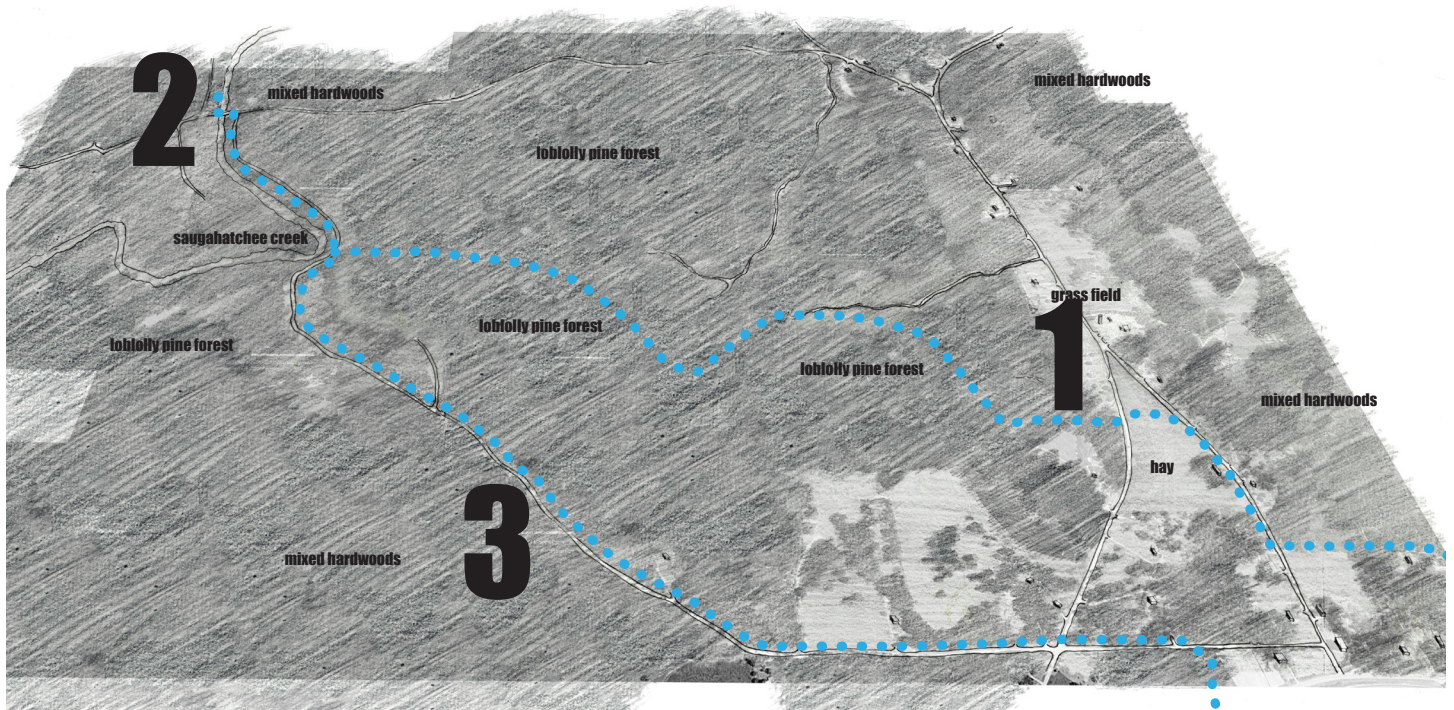 mixed hardwoods
2
mixed hardwoods
loblolly pine forest
saugahatchee creek
grass field
1
loblolly pine forest
loblolly pine forest
loblolly pine forest
mixed hardwoods
hay
3
mixed hardwoods